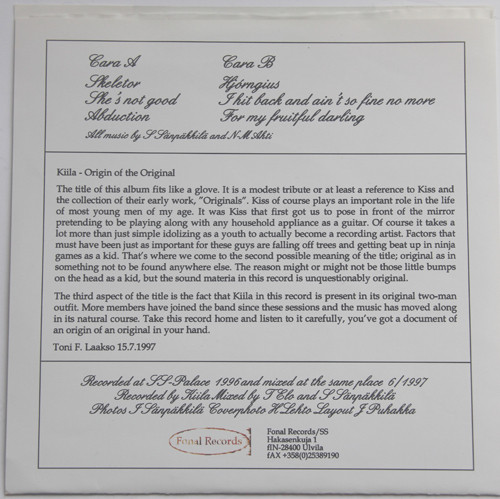 Cara A
Skeletor
She's not good
Abduction
Cara B
Hjórngius
I hit back and ain't so fine no more
For my fruitful darling
All music by S Sänpäkkilä and N-M Ahti
Kiila - Origin of the Original
The title of this album fits like a glove. It is a modest tribute or at least a reference to Kiss and
the collection of their early work, "Originals". Kiss of course plays an important role in the life
of most young men of my age. It was Kiss that first got us to pose in front of the mirror
pretending to be playing along with any household appliance as a guitar. Of course it takes a
lot more than just simple idolizing as a youth to actually become a recording artist. Factors that
must have been just as important for these guys are falling off trees and getting beat up in ninja
games as a kid. That's where we come to the second possible meaning of the title; original as in
something not to be found anywhere else. The reason might or might not be those little bumps
on the head as a kid, but the sound materia in this record is unquestionably original.
The third aspect of the title is the fact that Kiila in this record is present in its original two-man
outfit. More members have joined the band since these sessions and the music has moved along
in its natural course. Take this record home and listen to it carefully, you've got a document of
an origin of an original in your hand.
Toni F. Laakso 15.7.1997
Recorded at SS-Palace 1996 and mixed at the same place 6/1997
Recorded by Kiila Mixed by T Elo and S Sänpäkkilä
Photos I Sänpäkkilä Coverphoto H Lehto Layout J Puhakka
Fonal Records
Fonal Records/SS
Hakasenkuja 1
fIN-28400 Ulvila
fAX +358(0)25389190